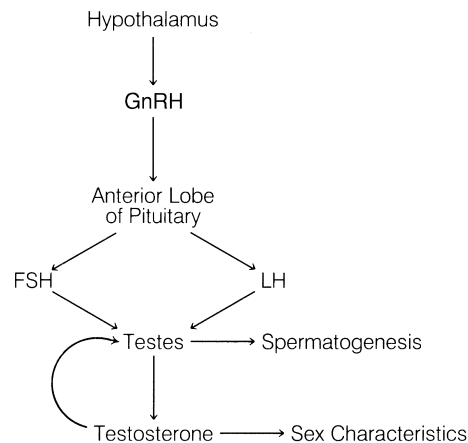 Hypothalamus
GnRH
Anterior Lobe
of Pituitary
FSH
LH
Testes
Spermatogenesis
Testosterone
Sex Characteristics